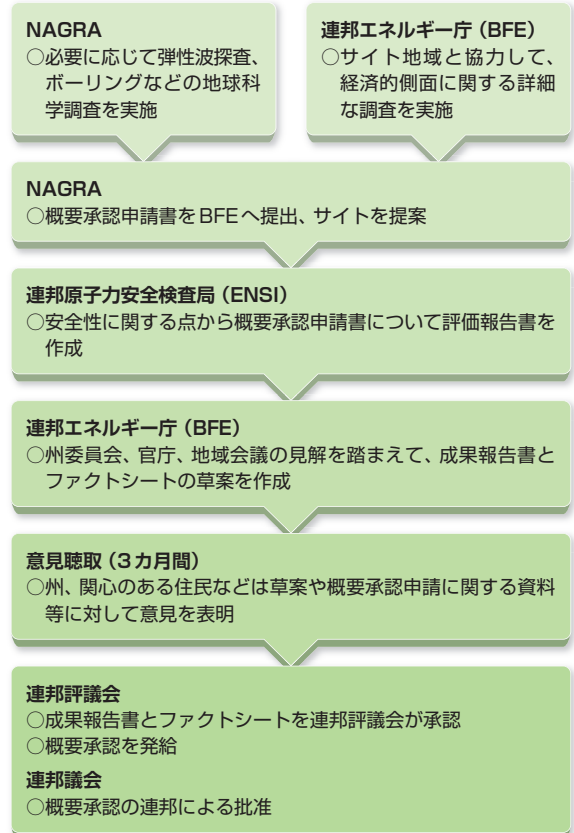 NAGRA
○必要に応じて弾性波探査、
ボーリングなどの地球科
学調査を実施
連邦エネルギー庁（BFE）
○サイト地域と協力して、
経済的側面に関する詳細
な調査を実施
NAGRA
○概要承認申請書をBFEへ提出、サイトを提案
連邦原子力安全検査局（ENSI）
○安全性に関する点から概要承認申請書について評価報告書を
作成
連邦エネルギー庁（BFE）
○州委員会、官庁、地域会議の見解を踏まえて、成果報告書と
ファクトシートの草案を作成
意見聴取（3カ月間）
○州、関心のある住民などは草案や概要承認申請に関する資料
等に対して意見を表明
連邦評議会
○成果報告書とファクトシートを連邦評議会が承認
○概要承認を発給
連邦議会
○概要承認の連邦による批准